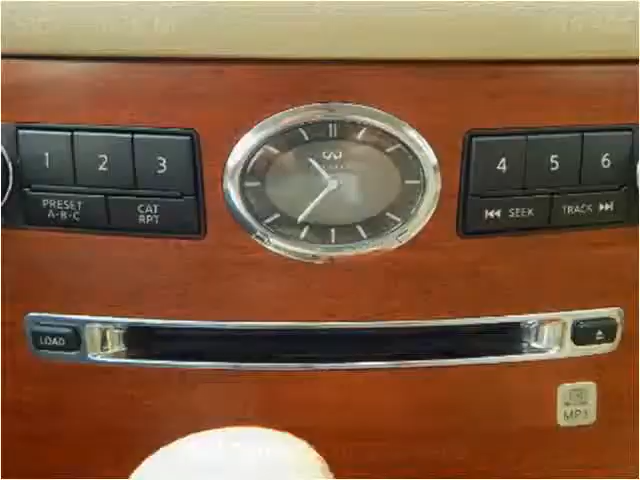 1 2 3
PRESET
A-B-C
CAT
RPT
4 5 6
SEEK
TRACK
LOAD
MP3